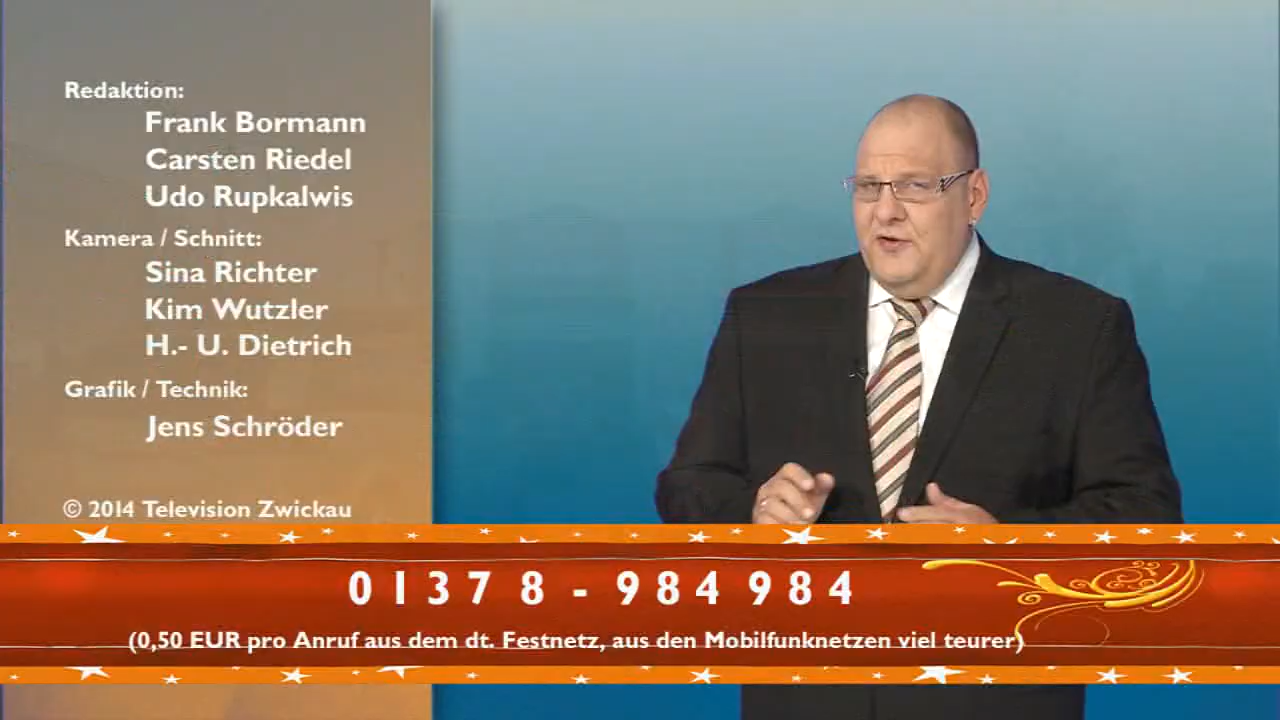 Redaktion:
Frank Bormann
Carsten Riedel
Udo Rupkalwis
Kamera / Schnitt:
Sina Richter
Kim Wutzler
H.- U. Dietrich
Grafik / Technik:
Jens Schröder
© 2014 Television Zwickau
01378 - 984 984
(0,50 EUR pro Anruf aus dem dt. Festnetz, aus den Mobilfunknetzen viel teurer)